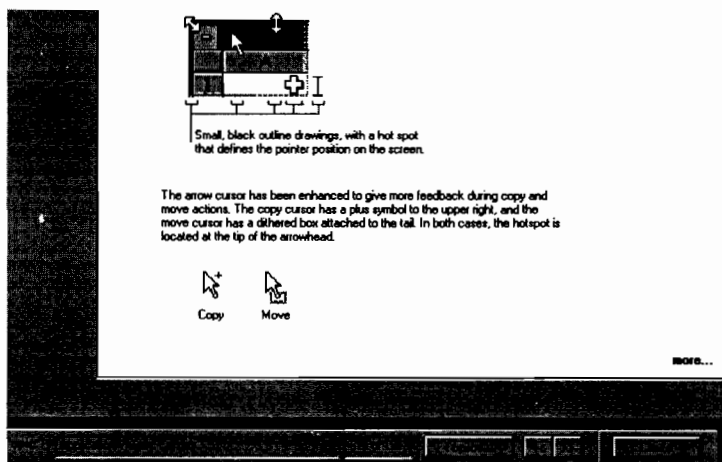 Small, black outline drawings, with a hot spot
that defines the pointer position on the screen.
The arrow cursor has been enhanced to give more feedback during copy and
move actions. The copy cursor has a plus symbol to the upper right, and the
move cursor has a dithered box attached to the tail. In both cases, the hotspot is
located at the tip of the arrowhead.
Copy Move
more...